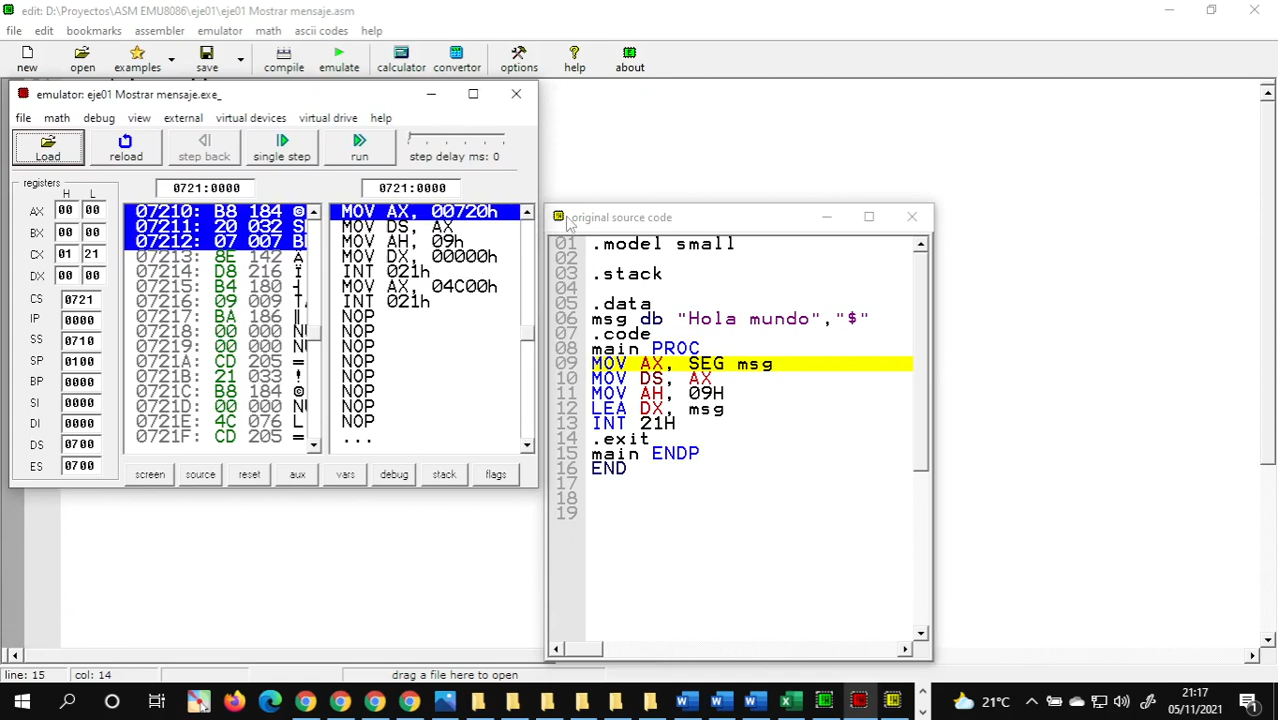 edit: D:\Proyectos\ASM EMU8086\eje01\eje01 Mostrar mensaje.asm
file edit bookmarks assembler emulator math ascii codes help
new open examples save compile emulate calculator convertor options help about
emulator: eje01 Mostrar mensaje.exe_
file math debug view external virtual devices virtual drive help
Load reload step back single step run step delay ms: 0
registers
H L
0721:0000 0721:0000
AX 00 00
BX 00 00
CX 01 21
DX 00 00
CS 0721
IP 0000
SS 0710
SP 0100
BP 0000
SI 0000
DI 0000
DS 0700
ES 0700
07210: B8 184
07211: 20 032
07212: 07 007
07213: 8E 142
07214: D8 216
07215: B4 180
07216: 09 009
07217: BA 186
07218: 00 000
07219: 00 000
0721A: CD 205 =
0721B: 21 033 !
0721C: B8 184
0721D: 00 000
0721E: 4C 076 L
0721F: CD 205 =
MOV AX, 00720h
MOV DS, AX
MOV AH, 09h
MOV DX, 00000h
INT 021h
MOV AX, 04C00h
INT 021h
NOP
NOP
NOP
NOP
NOP
NOP
NOP
NOP
...
screen source reset aux vars debug stack flags
original source code
01 .model small
02
03 .stack
04
05 .data
06 msg db "Hola mundo","$"
07 .code
08 main PROC
09 MOV AX, SEG msg
10 MOV DS, AX
11 MOV AH, 09H
12 LEA DX, msg
13 INT 21H
14 .exit
15 main ENDP
16 END
17
18
19
line: 15 col: 14 drag a file here to open
21°C
21:17
05/11/2021
1